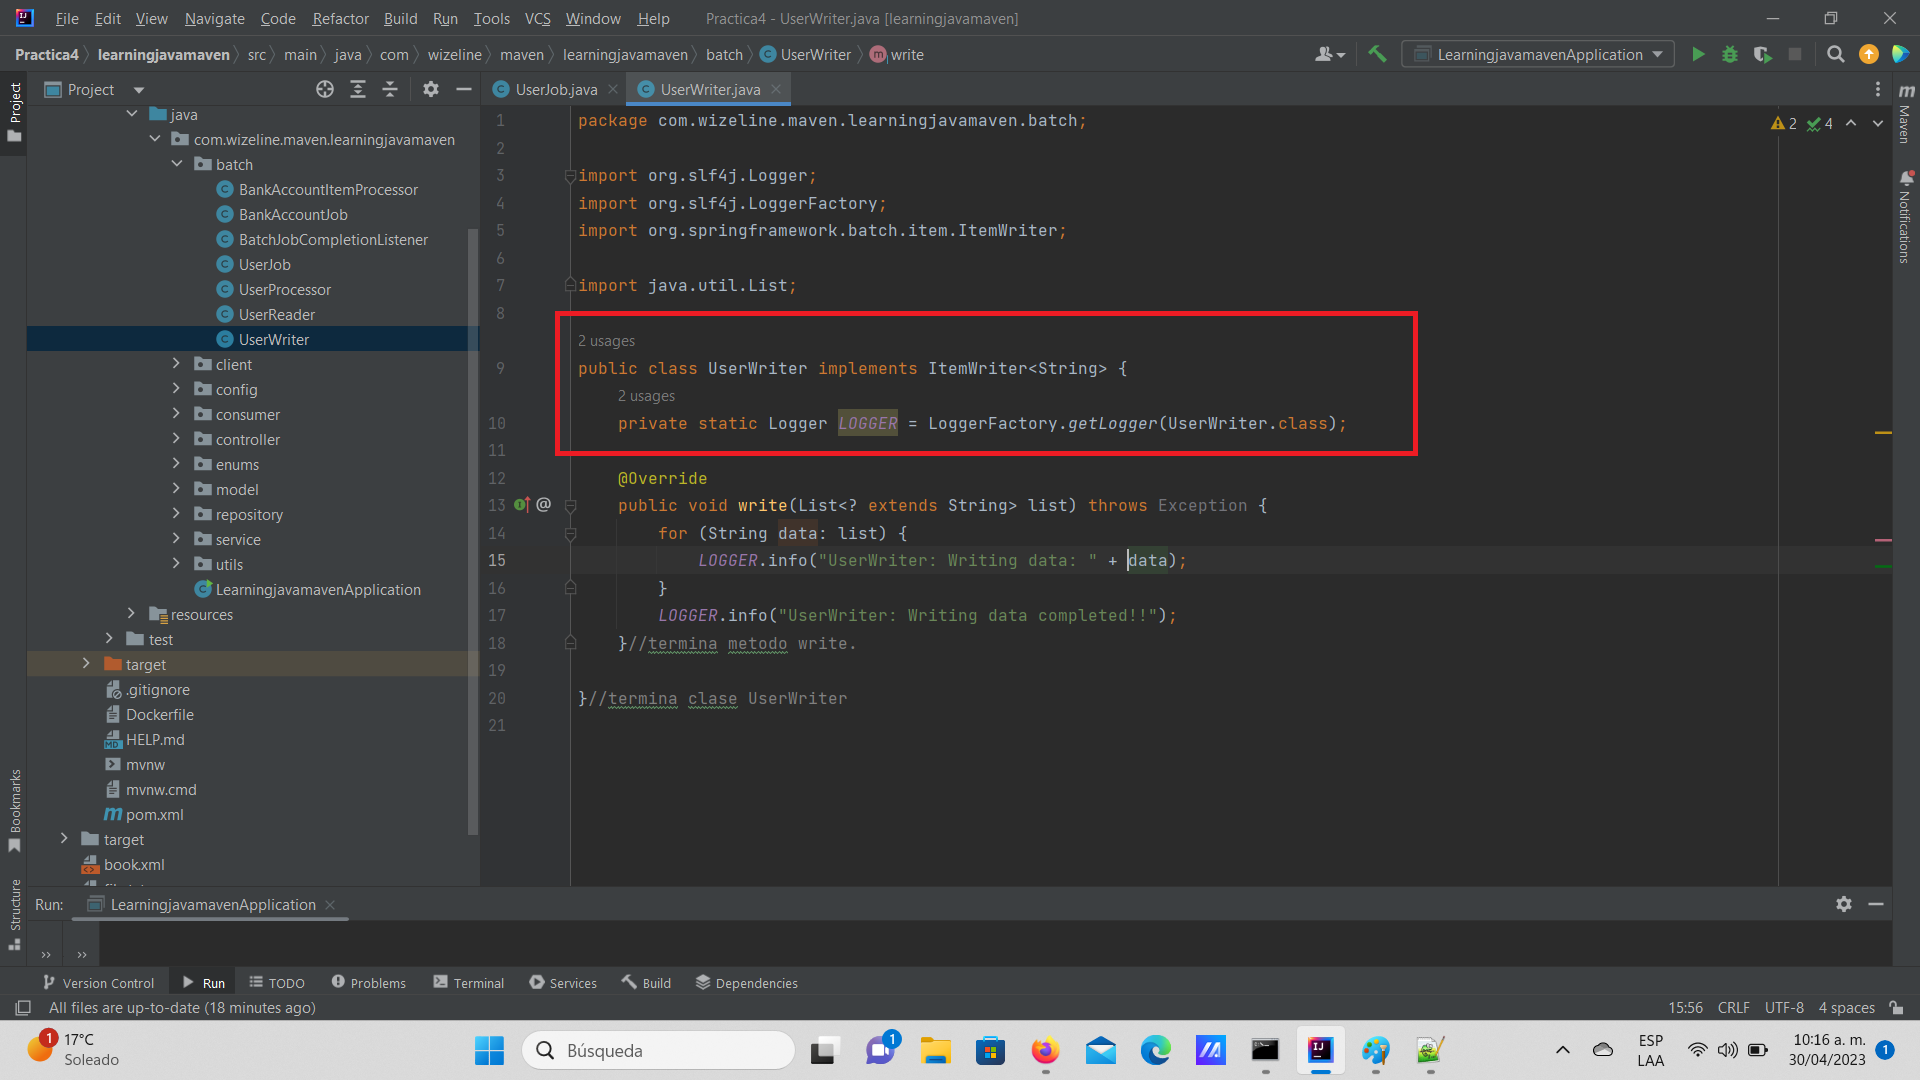 File Edit View Navigate Code Refactor Build Run Tools VCS Window Help Practica4 - UserWriter.java [learningjavamaven]
Practica4 learningjavamaven src main java com wizeline maven learningjavamaven batch UserWriter write LearningjavamavenApplication
Project
Project
UserJob.java UserWriter.java
java
com.wizeline.maven.learningjavamaven
batch
BankAccountItemProcessor
BankAccountJob
BatchJobCompletionListener
UserJob
UserProcessor
UserReader
UserWriter
client
config
consumer
controller
enums
model
repository
service
utils
LearningjavamavenApplication
resources
test
target
.gitignore
Dockerfile
HELP.md
mvnw
mvnw.cmd
pom.xml
target
book.xml
1 package com.wizeline.maven.learningjavamaven.batch;
2
3 import org.slf4j.Logger;
4 import org.slf4j.LoggerFactory;
5 import org.springframework.batch.item.ItemWriter;
6
7 import java.util.List;
8
2 usages
9 public class UserWriter implements ItemWriter<String> {
2 usages
10 private static Logger LOGGER = LoggerFactory.getLogger(UserWriter.class);
11
12 @Override
13 public void write(List<? extends String> list) throws Exception {
14 for (String data: list) {
15 LOGGER.info("UserWriter: Writing data: " + data);
16 }
17 LOGGER.info("UserWriter: Writing data completed!!");
18 }//termina metodo write.
19
20 }//termina clase UserWriter
21
2 4
Maven
Notifications
Bookmarks
Structure
Run: LearningjavamavenApplication
Version Control Run TODO Problems Terminal Services Build Dependencies
All files are up-to-date (18 minutes ago) 15:56 CRLF UTF-8 4 spaces
1 17°C
Soleado
Búsqueda
1
ESP
LAA
10:16 a. m.
30/04/2023
1